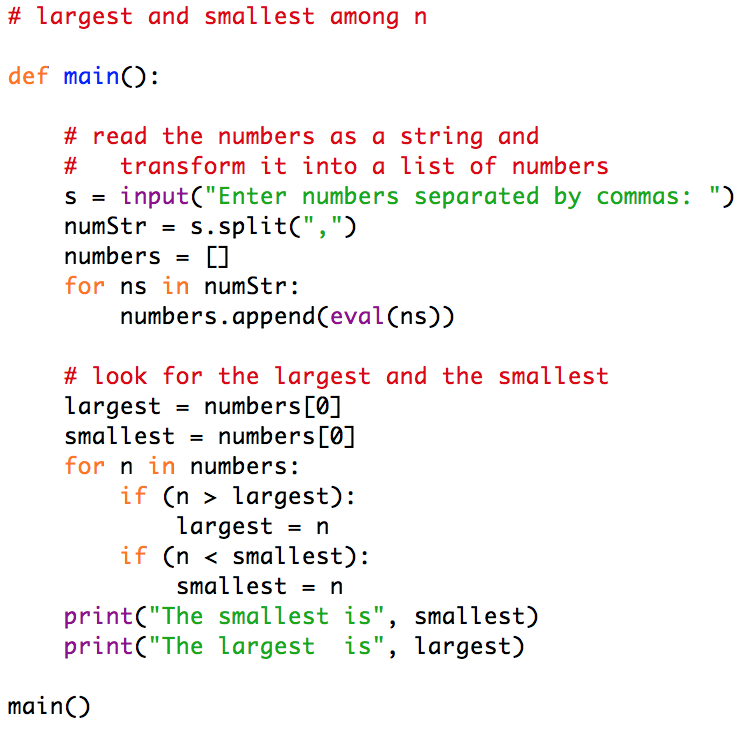 # largest and smallest among n
def main():
    # read the numbers as a string and
    #   transform it into a list of numbers
    s = input("Enter numbers separated by commas: ")
    numStr = s.split(",")
    numbers = []
    for ns in numStr:
        numbers.append(eval(ns))
    # look for the largest and the smallest
    largest = numbers[0]
    smallest = numbers[0]
    for n in numbers:
        if (n > largest):
            largest = n
        if (n < smallest):
            smallest = n
    print("The smallest is", smallest)
    print("The largest  is", largest)
main()